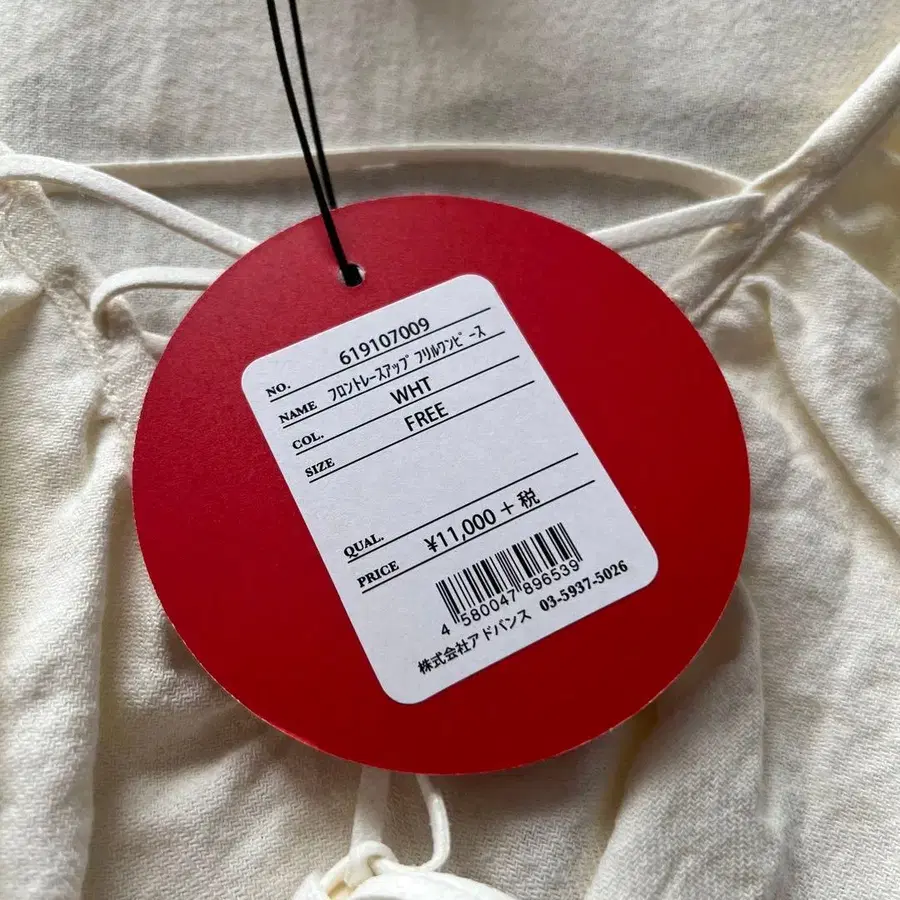 NO. 619107009
NAME ﾌﾛﾝﾄﾚｰｽｱｯﾌﾟ ﾌﾘﾙﾜﾝﾋﾟｰｽ
COL. WHT
SIZE FREE
QUAL.
PRICE ¥11,000 + 税
4 580047 896539
株式会社アドバンス 03-5937-5026